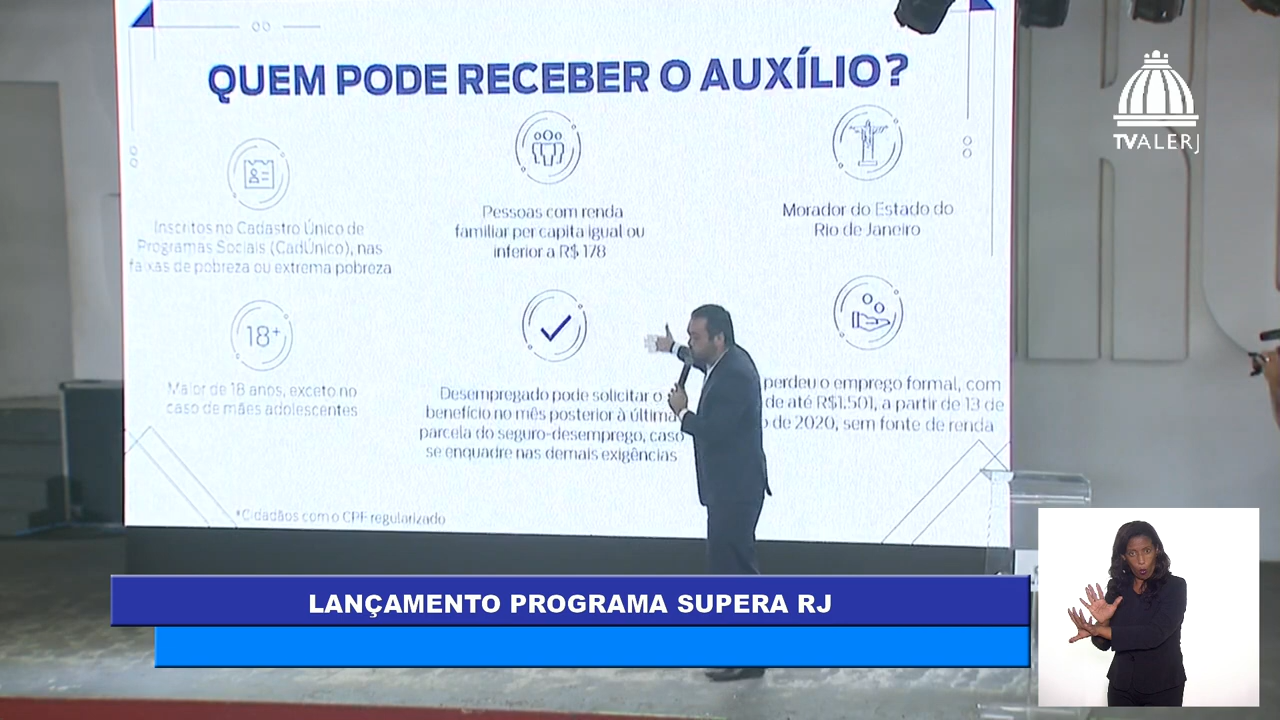 QUEM PODE RECEBER O AUXÍLIO?
Inscritos no Cadastro Único de
Programas Sociais (CadÚnico), nas
faixas de pobreza ou extrema pobreza
Pessoas com renda
familiar per capita igual ou
inferior a R$ 178
Morador do Estado do
Rio de Janeiro
18+
Maior de 18 anos, exceto no
caso de mães adolescentes
Desempregado pode solicitar o
benefício no mês posterior à última
parcela do seguro-desemprego, caso
se enquadre nas demais exigências
perdeu o emprego formal, com
de até R$1.501, a partir de 13 de
de 2020, sem fonte de renda
*Cidadãos com o CPF regularizado
TVALERJ
LANÇAMENTO PROGRAMA SUPERA RJ